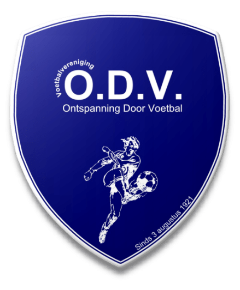 voetbalvereniging
O.D.V.
Ontspanning Door Voetbal
Sinds 3 augustus 1921